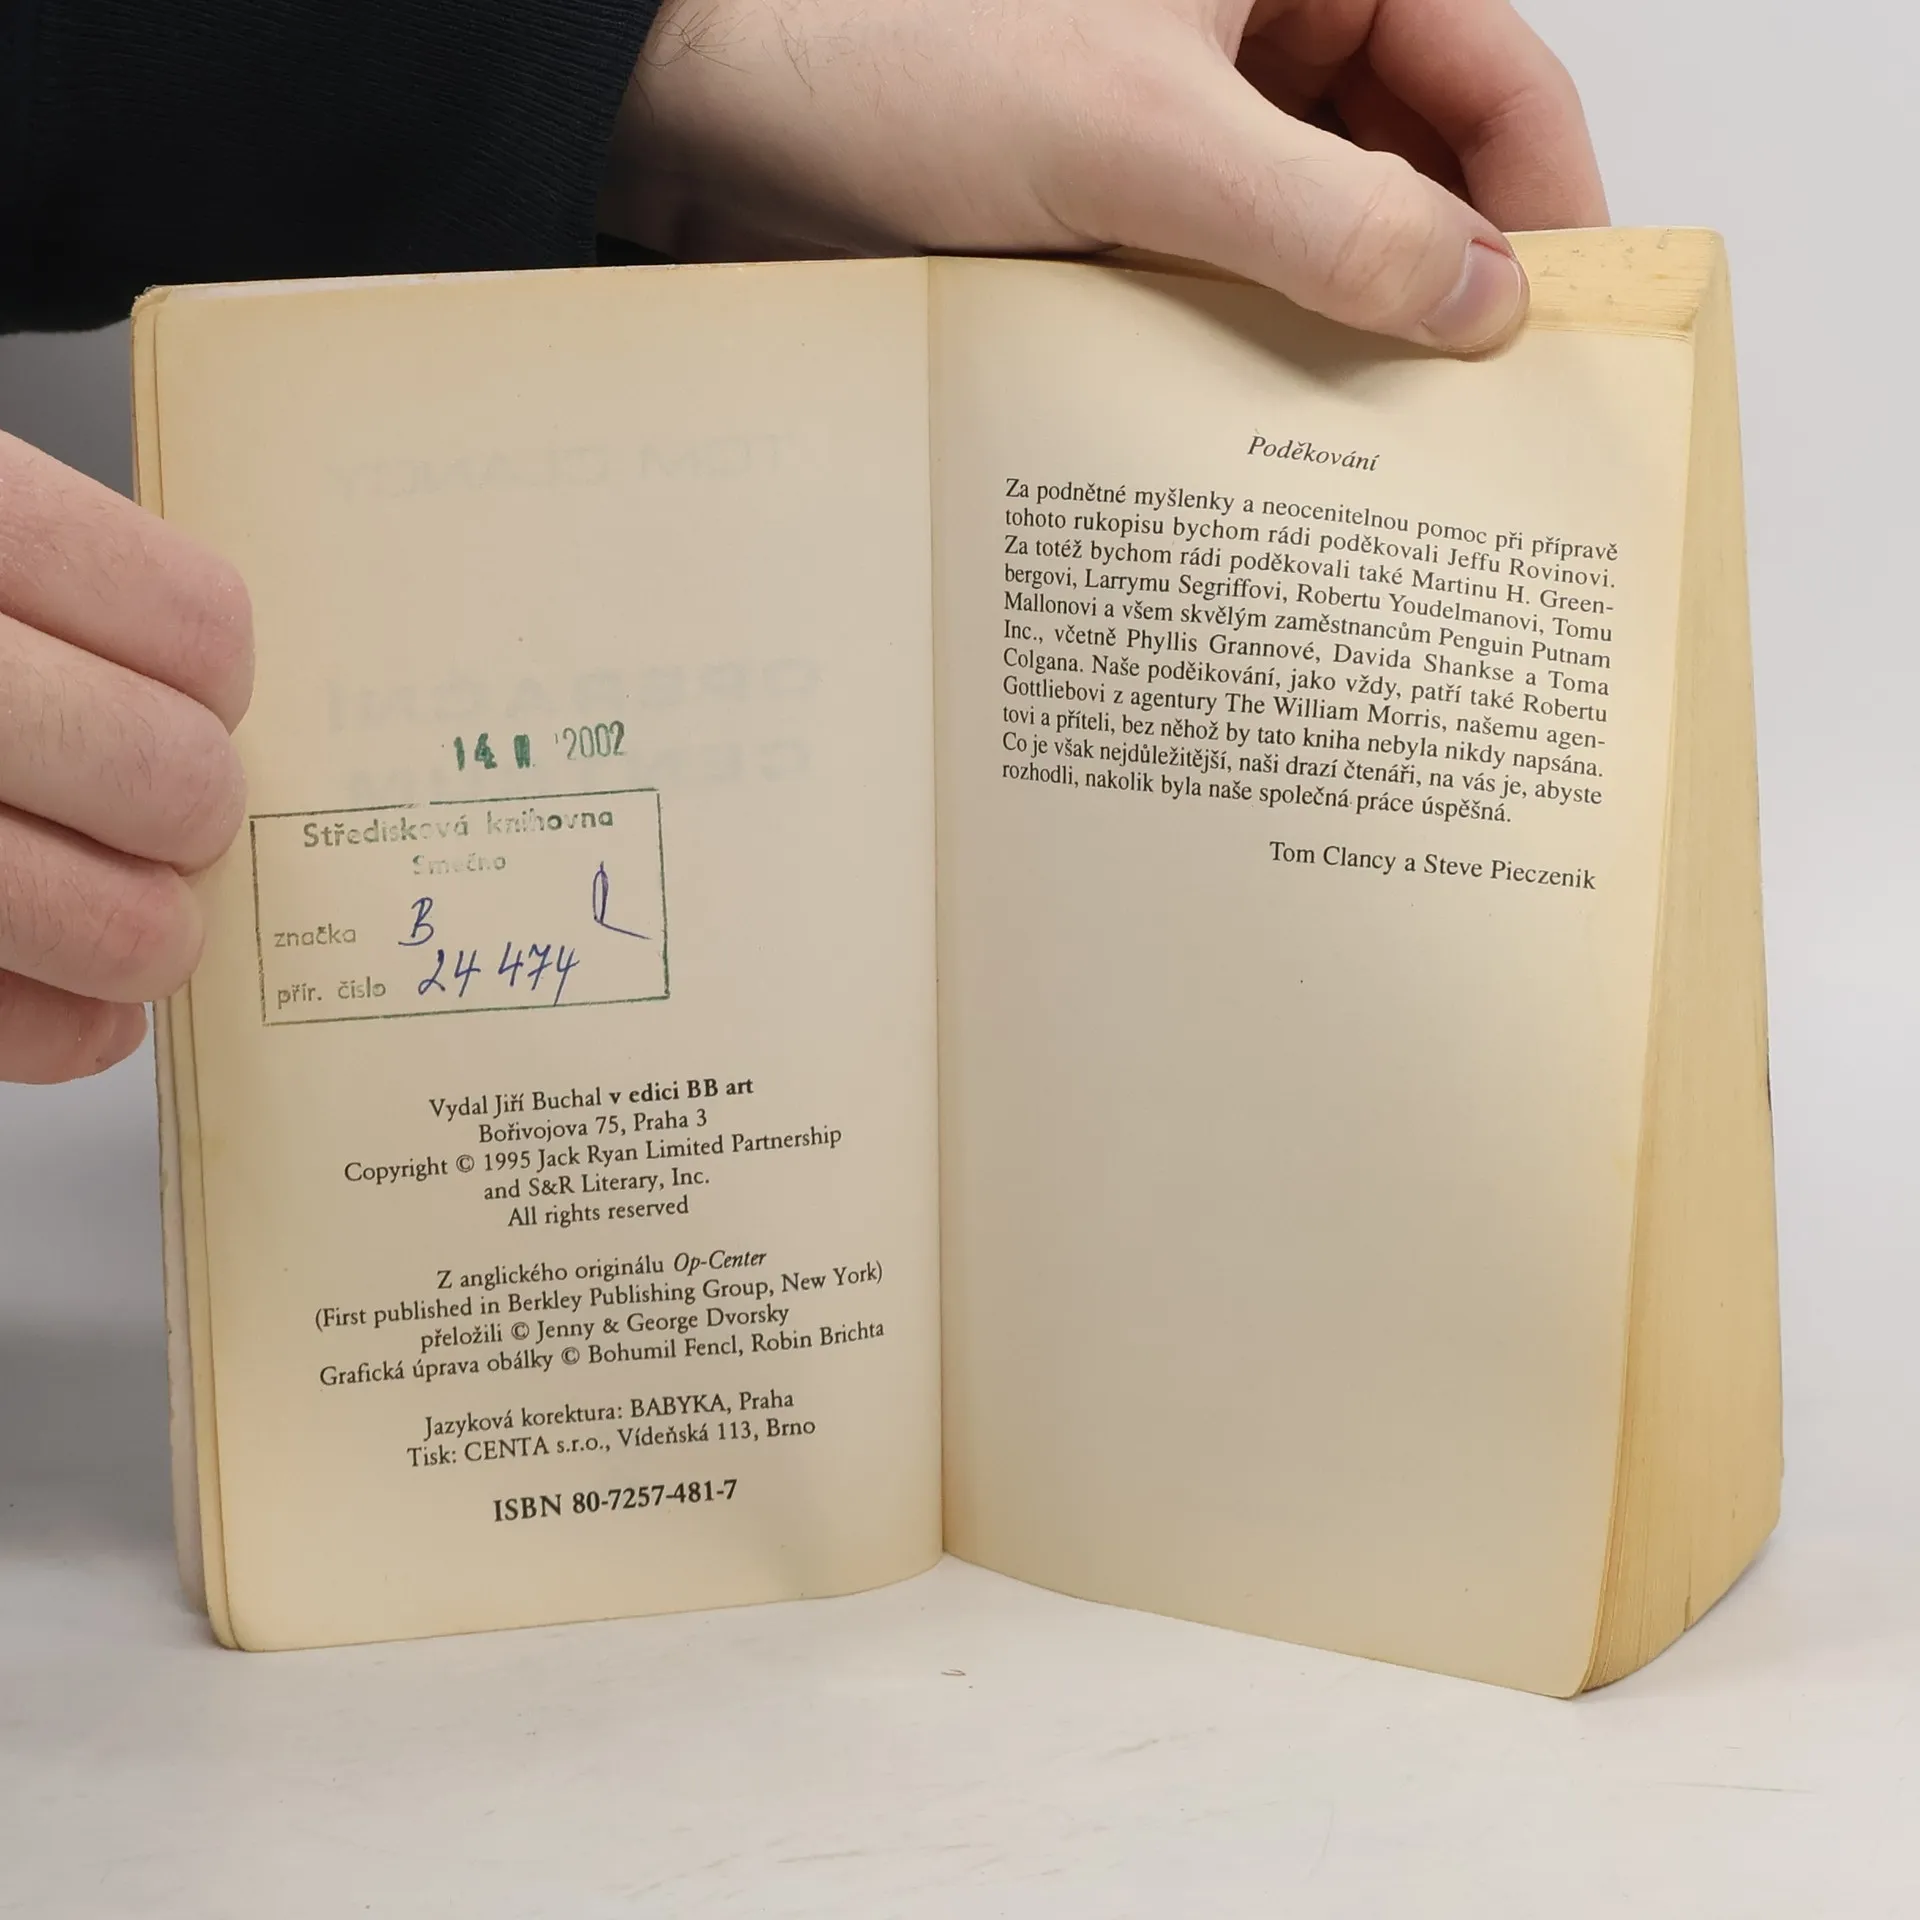 2002
Středisková knihovna
Smečno
značka B
přír. číslo 24 474
Vydal Jiří Buchal v edici BB art
Bořivojova 75, Praha 3
Copyright © 1995 Jack Ryan Limited Partnership
and S&R Literary, Inc.
All rights reserved
Z anglického originálu Op-Center
(First published in Berkley Publishing Group, New York)
přeložili © Jenny & George Dvorsky
Grafická úprava obálky © Bohumil Fencl, Robin Brichta
Jazyková korektura: BABYKA, Praha
Tisk: CENTA s.r.o., Vídeňská 113, Brno
ISBN 80-7257-481-7
Poděkování
Za podnětné myšlenky a neocenitelnou pomoc při přípravě
tohoto rukopisu bychom rádi poděkovali Jeffu Rovinovi.
Za totéž bychom rádi poděkovali také Martinu H. Green-
bergovi, Larrymu Segriffovi, Robertu Youdelmanovi, Tomu
Mallonovi a všem skvělým zaměstnancům Penguin Putnam
Inc., včetně Phyllis Grannové, Davida Shankse a Toma
Colgana. Naše poděikování, jako vždy, patří také Robertu
Gottliebovi z agentury The William Morris, našemu agen-
tovi a příteli, bez něhož by tato kniha nebyla nikdy napsána.
Co je však nejdůležitější, naši drazí čtenáři, na vás je, abyste
rozhodli, nakolik byla naše společná práce úspěšná.
Tom Clancy a Steve Pieczenik